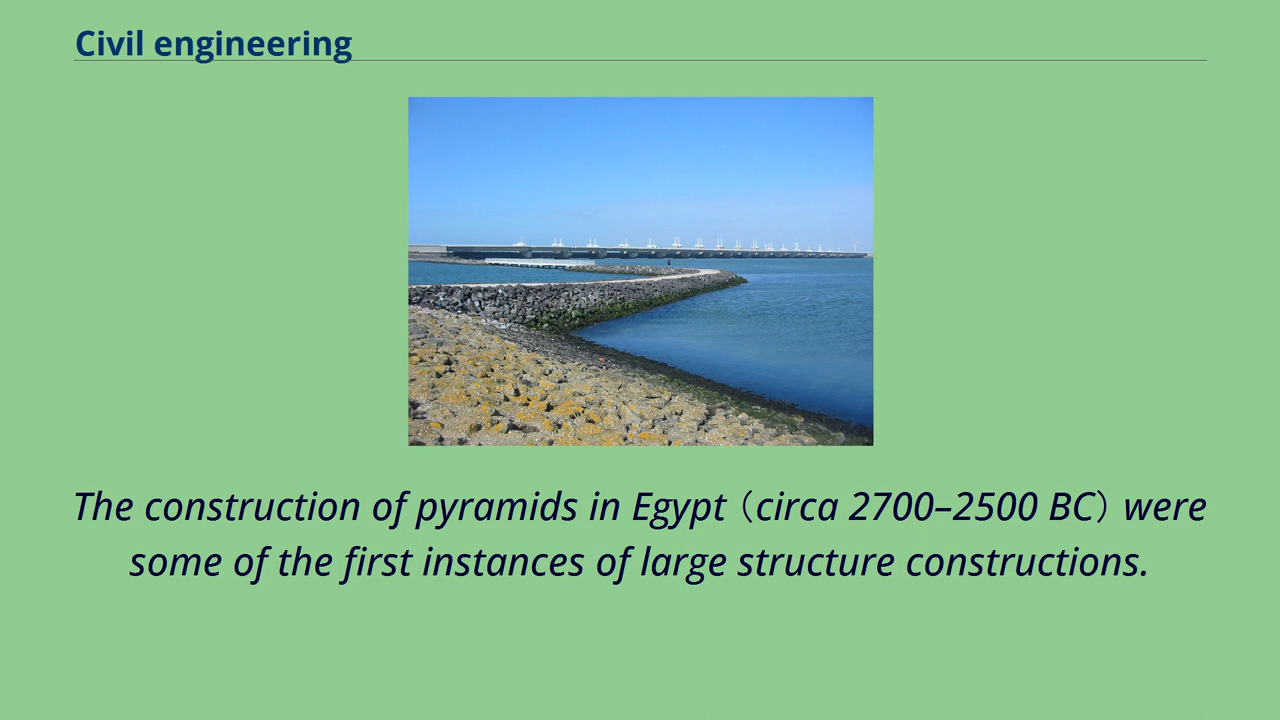 Civil engineering
The construction of pyramids in Egypt（circa 2700–2500 BC）were
some of the first instances of large structure constructions.